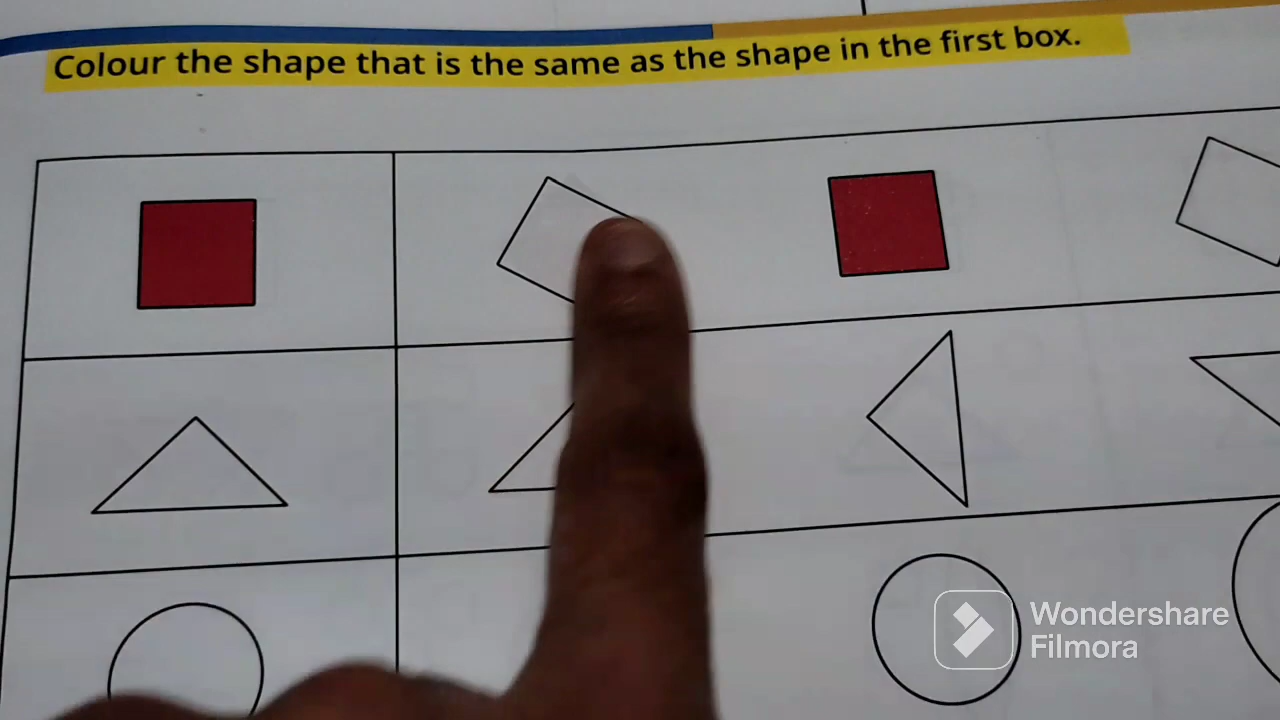 Colour the shape that is the same as the shape in the first box.
Wondershare
Filmora